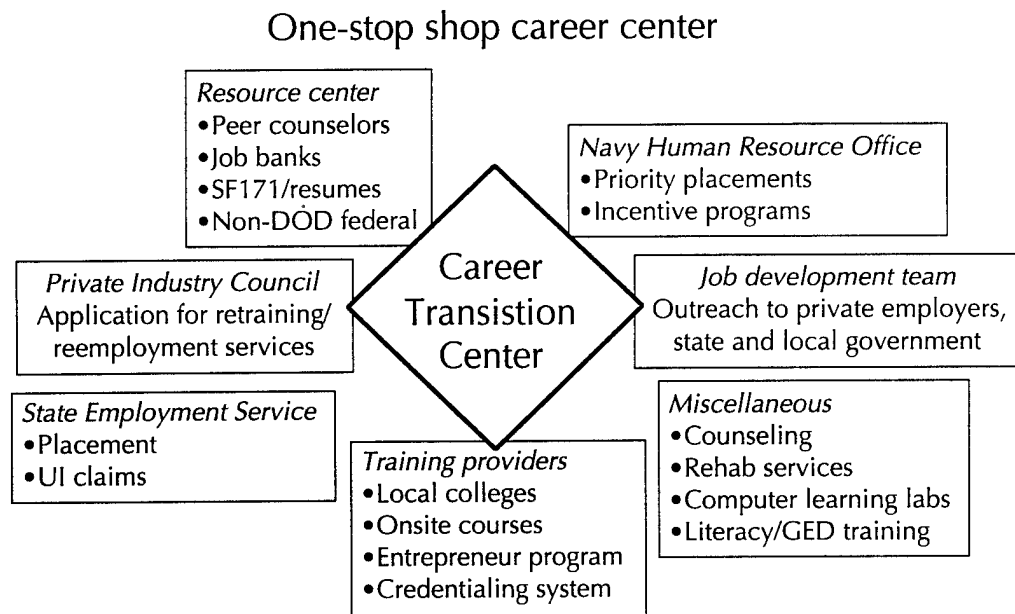 One-stop shop career center
Resource center
•Peer counselors
•Job banks
•SF171/resumes
•Non-DOD federal
Navy Human Resource Office
•Priority placements
•Incentive programs
Private Industry Council
Application for retraining/
reemployment services
Career
Transistion
Center
Job development team
Outreach to private employers,
state and local government
State Employment Service
•Placement
•UI claims
Training providers
•Local colleges
•Onsite courses
•Entrepreneur program
•Credentialing system
Miscellaneous
•Counseling
•Rehab services
•Computer learning labs
•Literacy/GED training